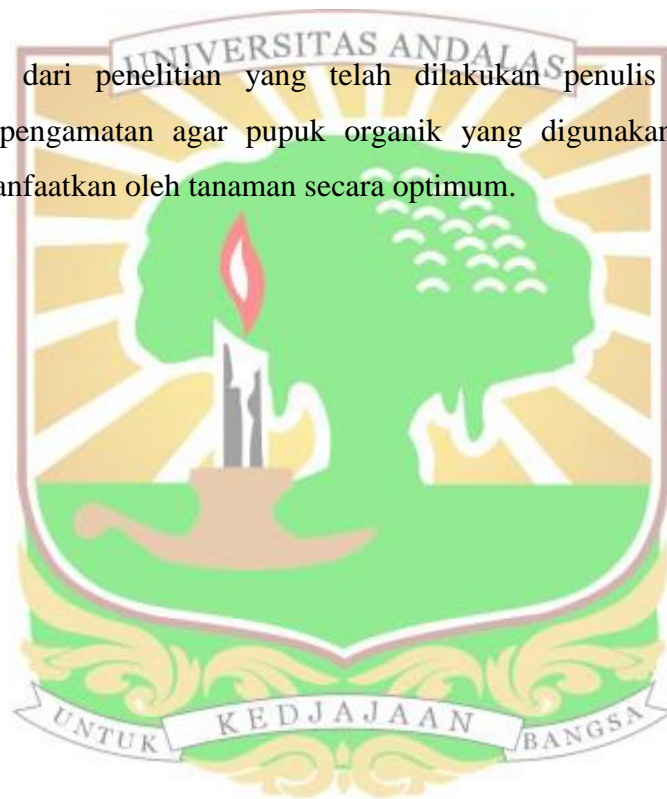 UNIVERSITAS ANDALAS
dari penelitian yang telah dilakukan penulis
pengamatan agar pupuk organik yang digunakan
anfaatkan oleh tanaman secara optimum.
UNTUK KEDJAJAAN BANGSA